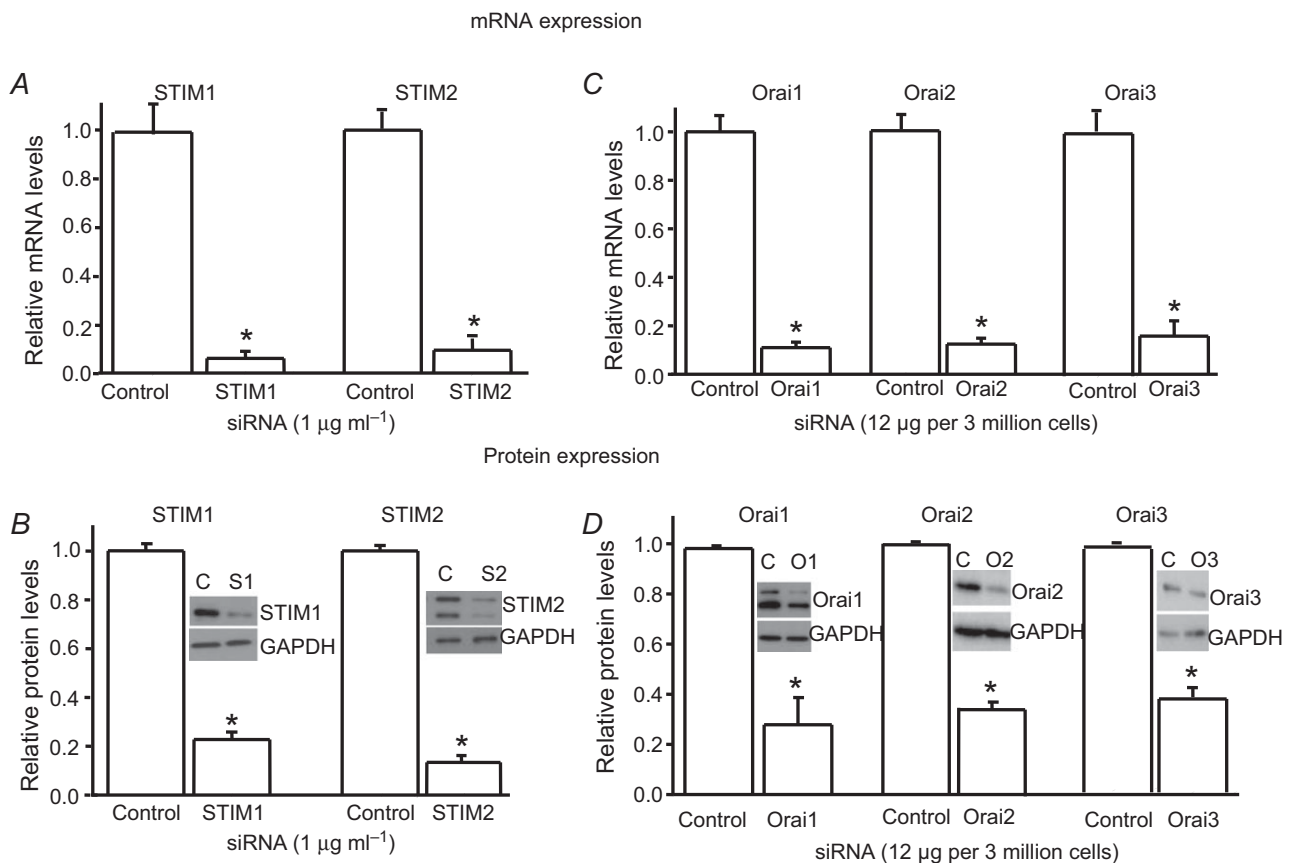 mRNA expression
A
STIM1
STIM2
Relative mRNA levels
1.0
0.8
0.6
0.4
0.2
0.0
*
*
Control
STIM1
Control
STIM2
siRNA (1 µg ml⁻¹)
C
Orai1
Orai2
Orai3
Relative mRNA levels
1.0
0.8
0.6
0.4
0.2
0.0
*
*
*
Control
Orai1
Control
Orai2
Control
Orai3
siRNA (12 µg per 3 million cells)
Protein expression
B
STIM1
STIM2
Relative protein levels
1.0
0.8
0.6
0.4
0.2
0.0
C S1
STIM1
GAPDH
C S2
STIM2
GAPDH
*
*
Control
STIM1
Control
STIM2
siRNA (1 µg ml⁻¹)
D
Orai1
Orai2
Orai3
Relative protein levels
1.0
0.8
0.6
0.4
0.2
0.0
C O1
Orai1
GAPDH
C O2
Orai2
GAPDH
C O3
Orai3
GAPDH
*
*
*
Control
Orai1
Control
Orai2
Control
Orai3
siRNA (12 µg per 3 million cells)